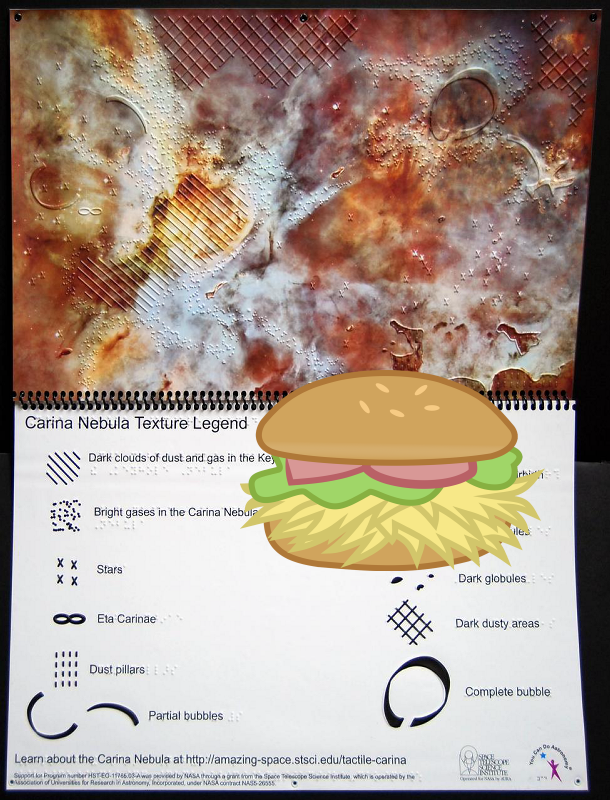 Carina Nebula Texture Legend
Dark clouds of dust and gas in the Key
Bright gases in the Carina Nebula
Stars
Eta Carinae
Dust pillars
Partial bubbles
Dark globules
Dark dusty areas
Complete bubble
Learn about the Carina Nebula at http://amazing-space.stsci.edu/tactile-carina
Support for Program number HST-EO-11765.03-A was provided by NASA through a grant from the Space Telescope Science Institute, which is operated by the
Association of Universities for Research in Astronomy, Incorporated, under NASA contract NAS5-26555.
SPACE
TELESCOPE
SCIENCE
INSTITUTE
Operated for NASA by AURA
You Can Do Astronomy